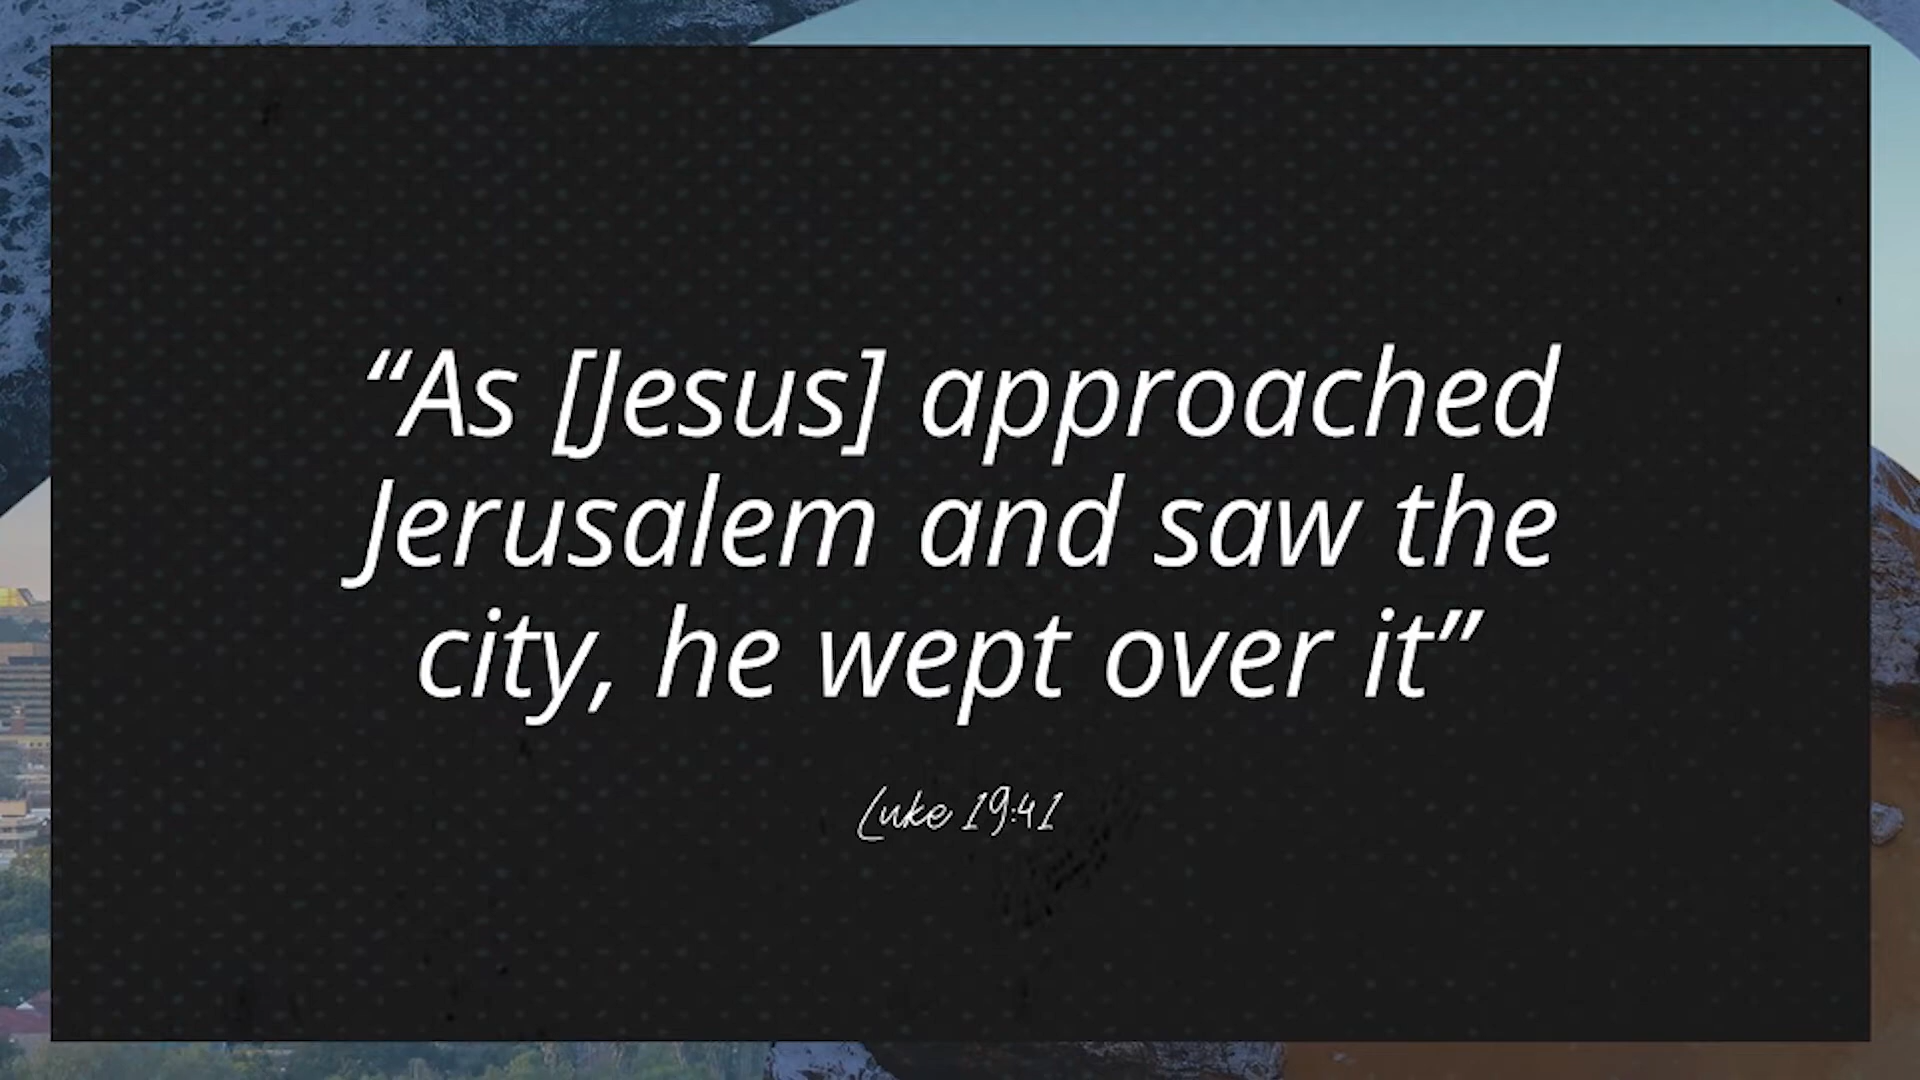 “As [Jesus] approached
Jerusalem and saw the
city, he wept over it”
Luke 19:41